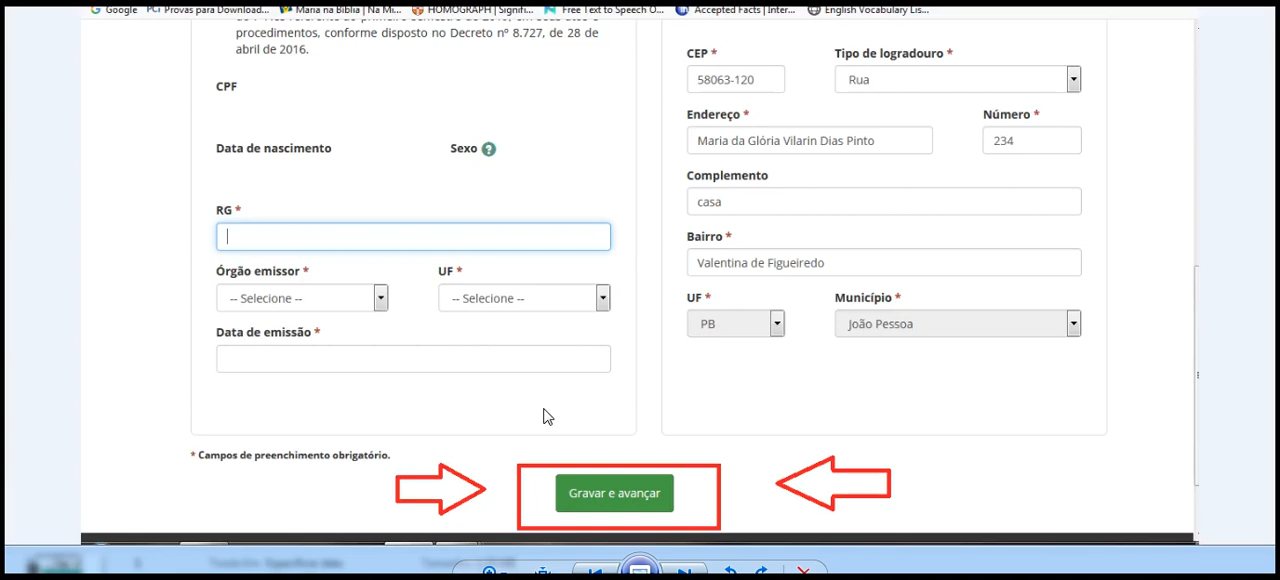 Google Provas para Download... Maria na Bíblia | Na Mi... HOMOGRAPH | Signifi... Free Text to Speech O... Accepted Facts | Inter... English Vocabulary Lis...
procedimentos, conforme disposto no Decreto nº 8.727, de 28 de
abril de 2016.
CPF
Data de nascimento Sexo ?
RG *
Órgão emissor * UF *
-- Selecione -- -- Selecione --
Data de emissão *
CEP * Tipo de logradouro *
58063-120 Rua
Endereço * Número *
Maria da Glória Vilarin Dias Pinto 234
Complemento
casa
Bairro *
Valentina de Figueiredo
UF * Município *
PB João Pessoa
* Campos de preenchimento obrigatório.
Gravar e avançar